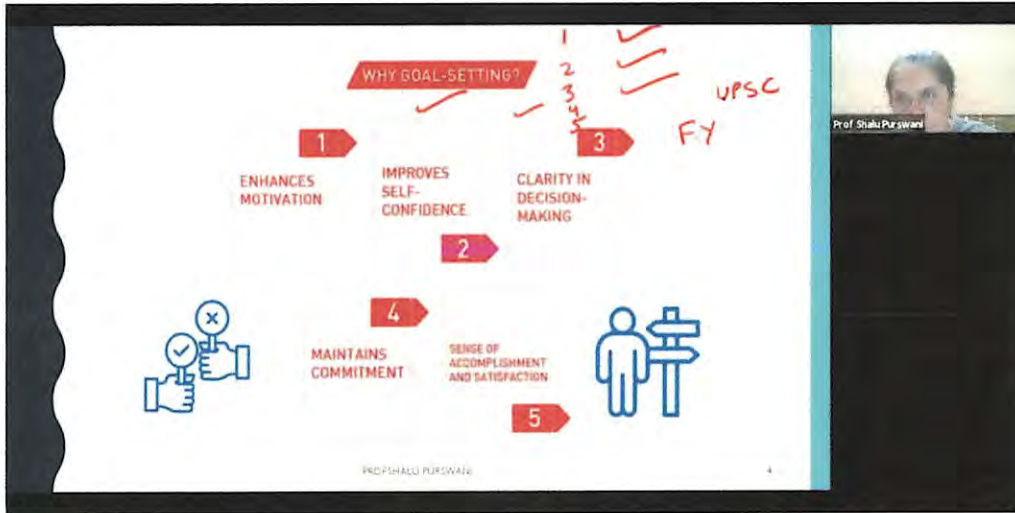 WHY GOAL-SETTING?
1
2
3
4
5
UPSC
F.Y
1
ENHANCES
MOTIVATION
IMPROVES
SELF-
CONFIDENCE
2
3
CLARITY IN
DECISION-
MAKING
4
MAINTAINS
COMMITMENT
SENSE OF
ACCOMPLISHMENT
AND SATISFACTION
5
PROF SHALU PURSWANI
4
Prof Shalu Purswani